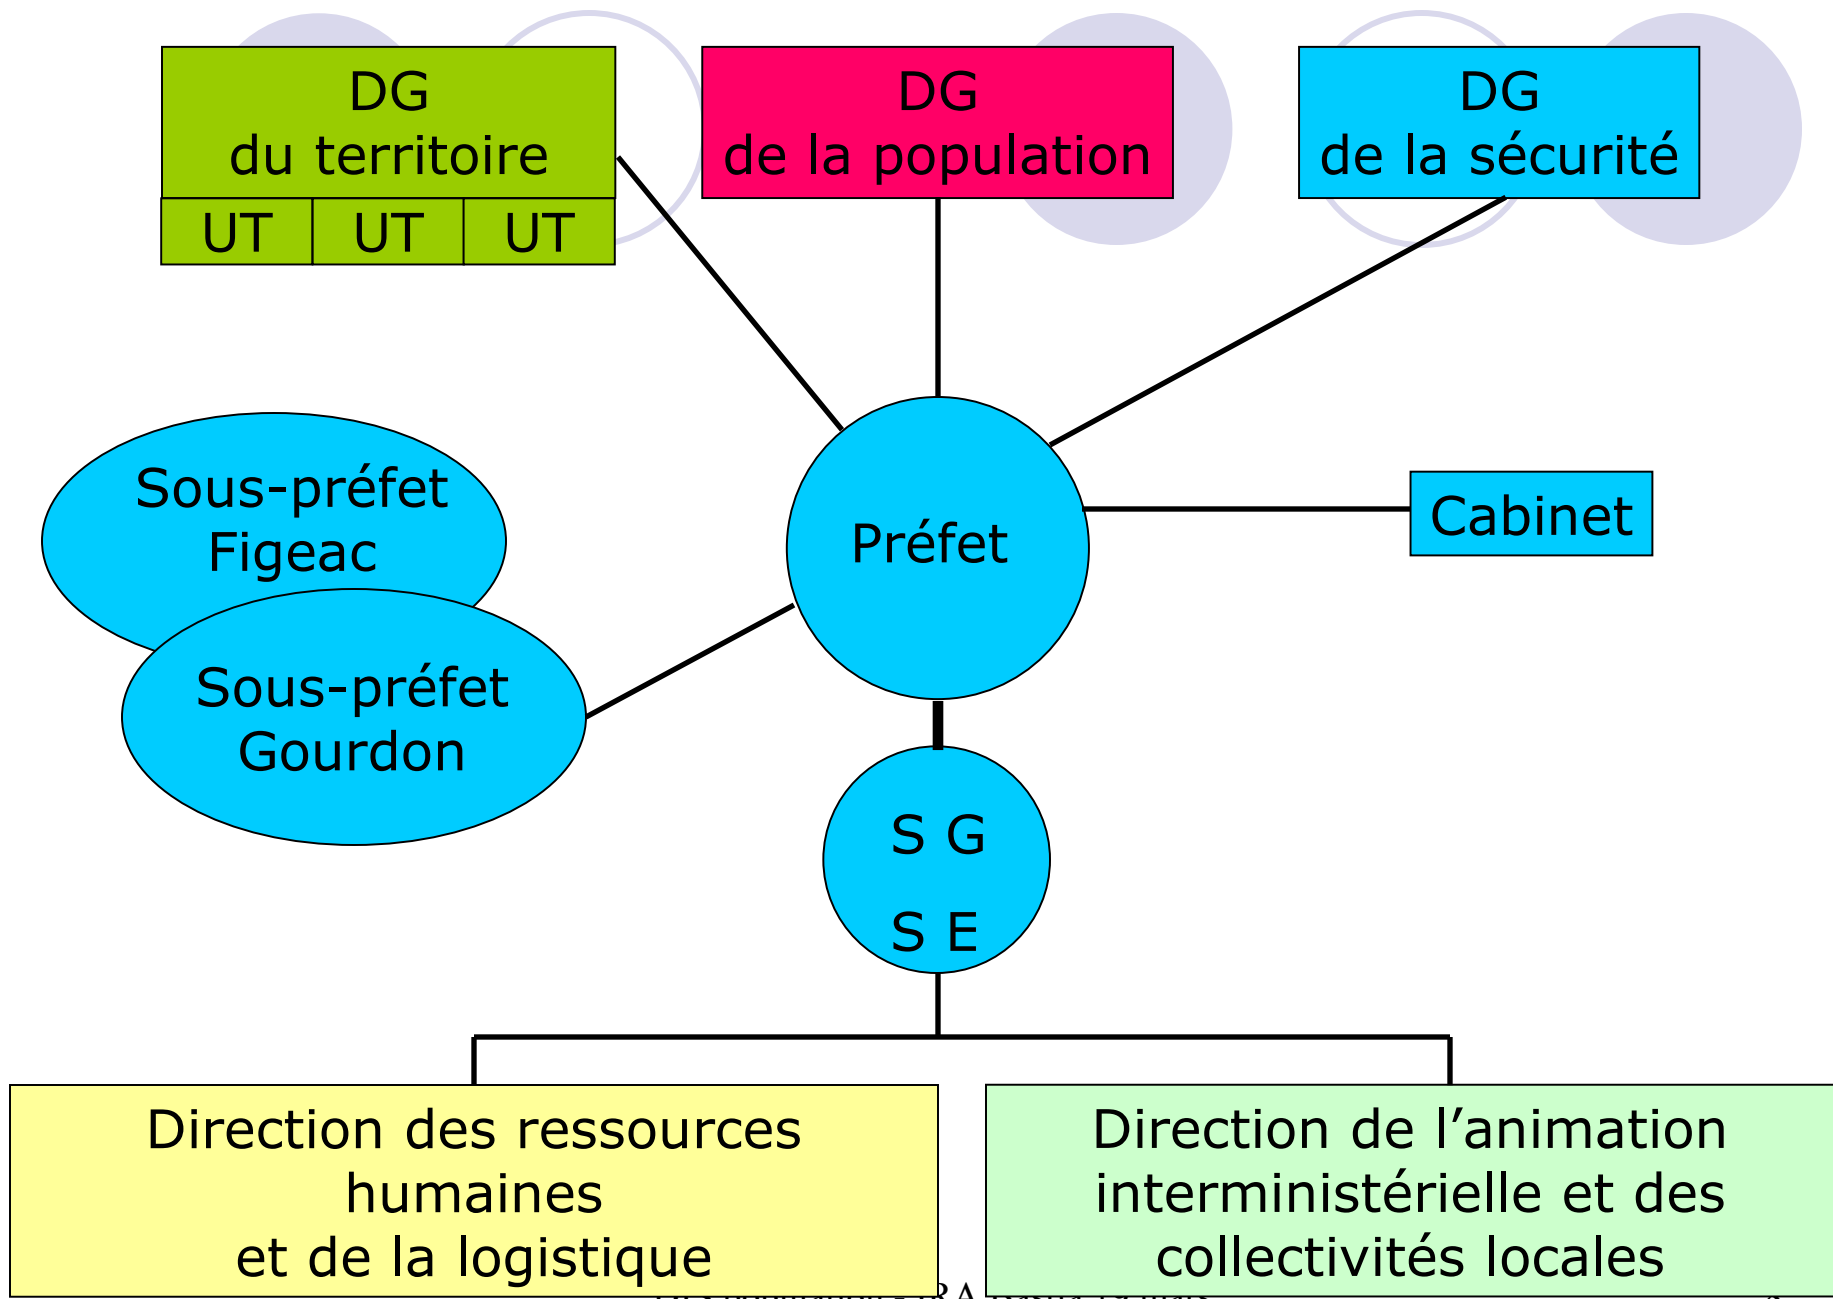 DG
du territoire
UT UT UT
DG
de la population
DG
de la sécurité
Sous-préfet
Figeac
Sous-préfet
Gourdon
Préfet
Cabinet
S G
S E
Direction des ressources
humaines
et de la logistique
Direction de l’animation
interministérielle et des
collectivités locales